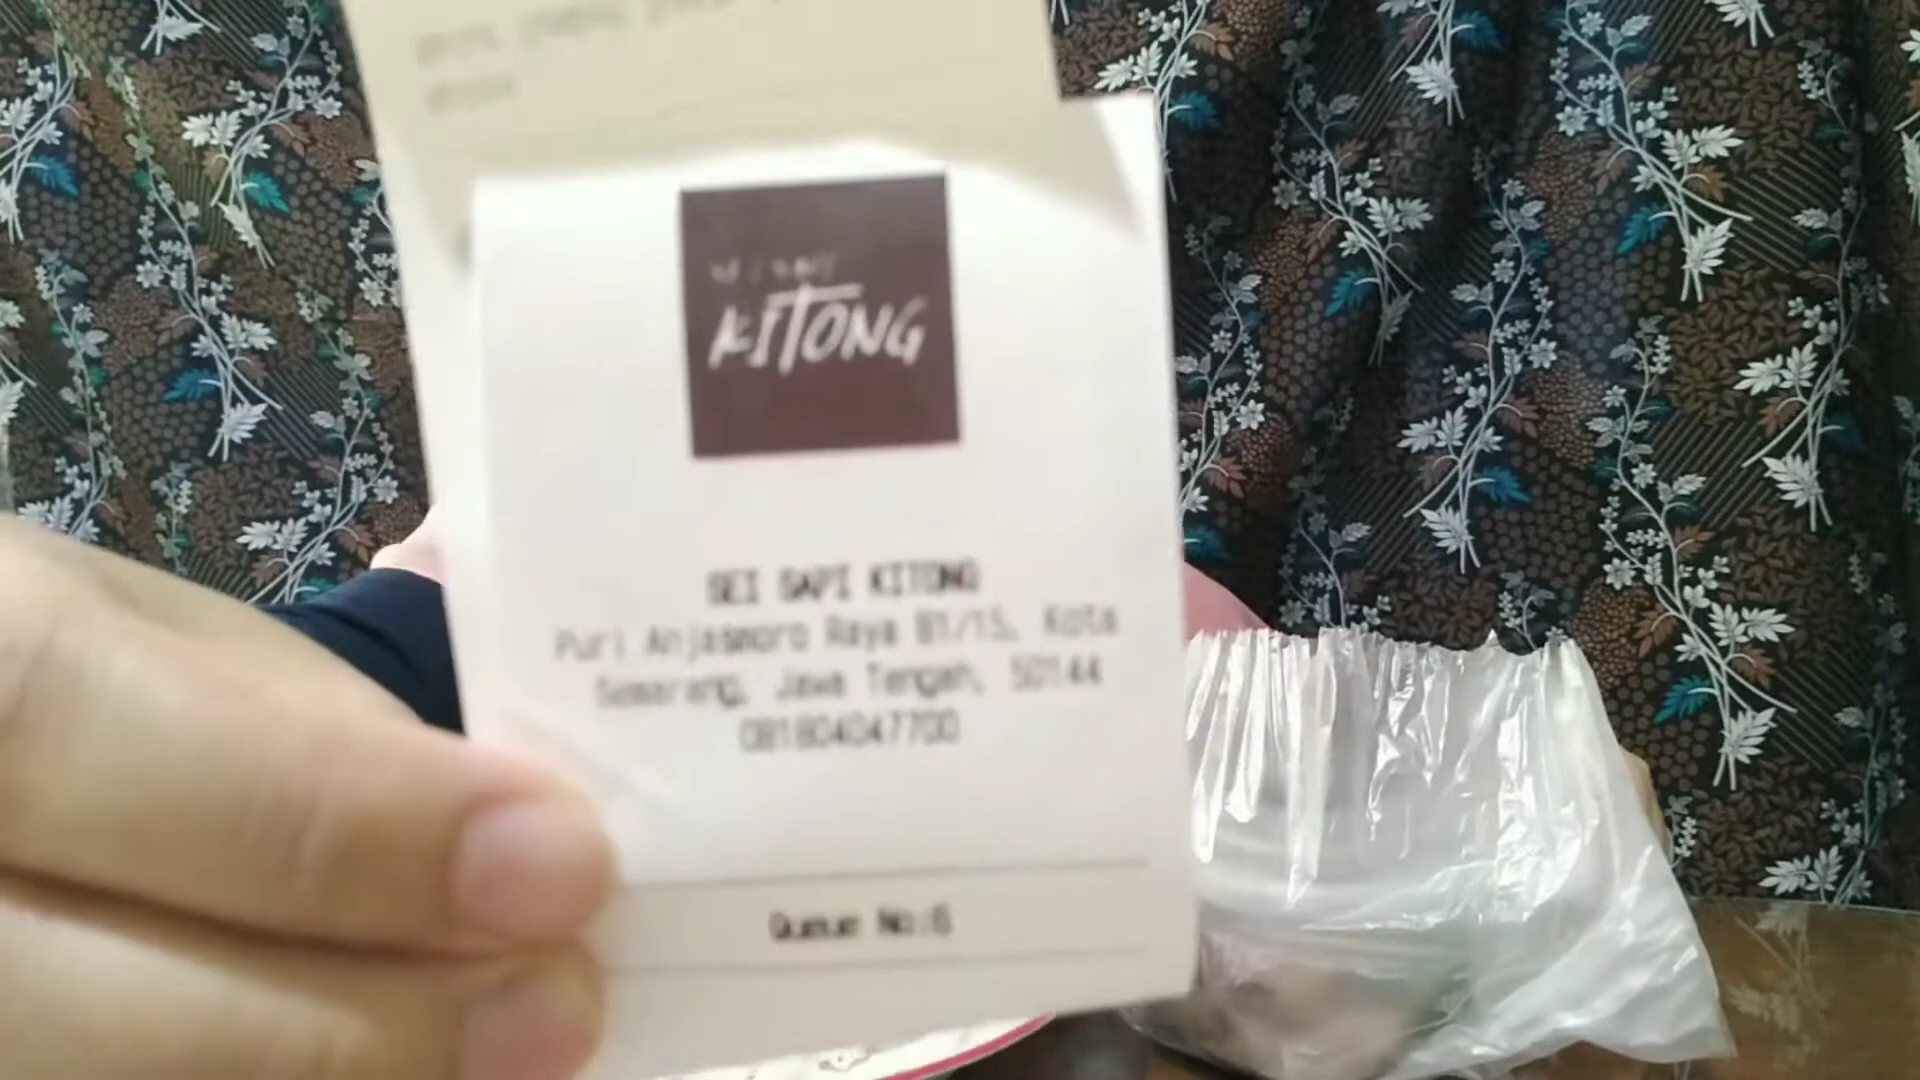 KITONG
SEI SAPI KITONG
Puri Anjasmoro Raya B1/15, Kota
Semarang, Jawa Tengah, 50144
081804047700
Queue No:6